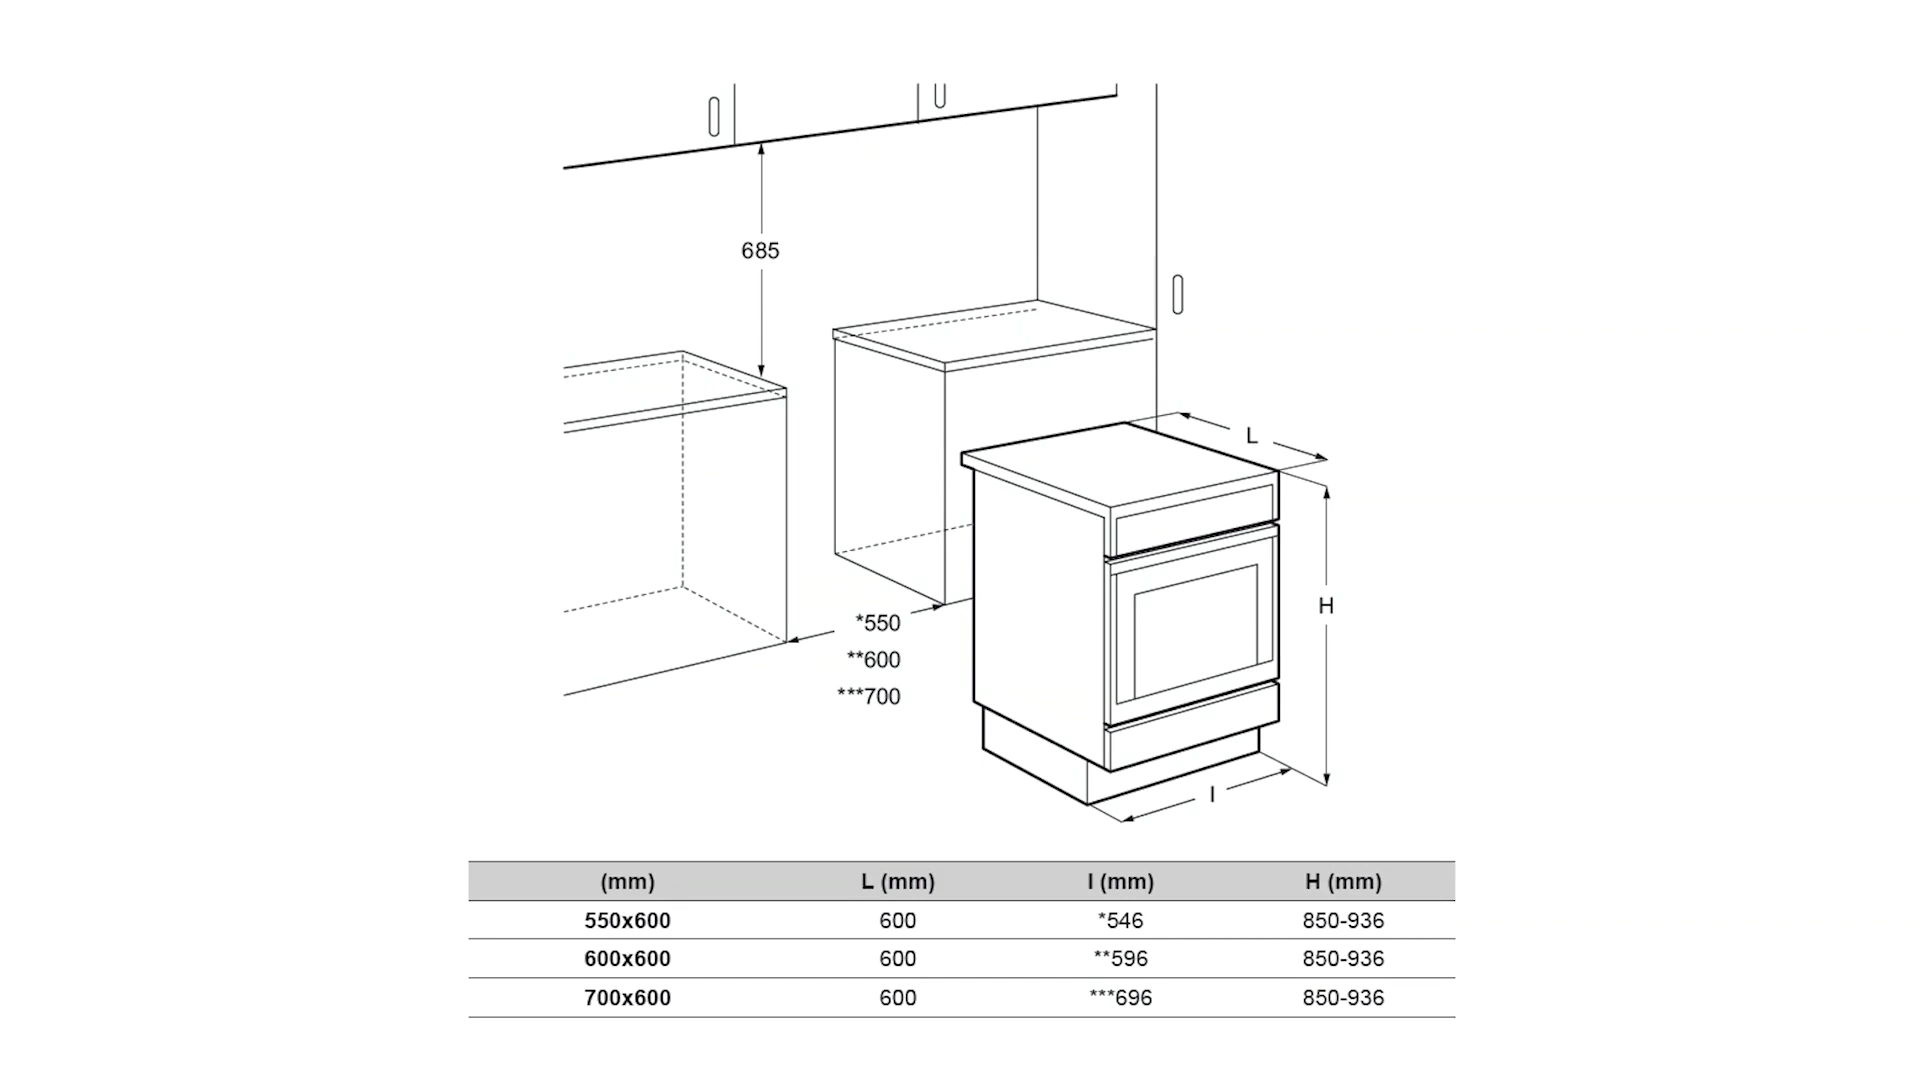 685
L
*550
**600
***700
H
I
(mm) L (mm) I (mm) H (mm)
550x600 600 *546 850-936
600x600 600 **596 850-936
700x600 600 ***696 850-936